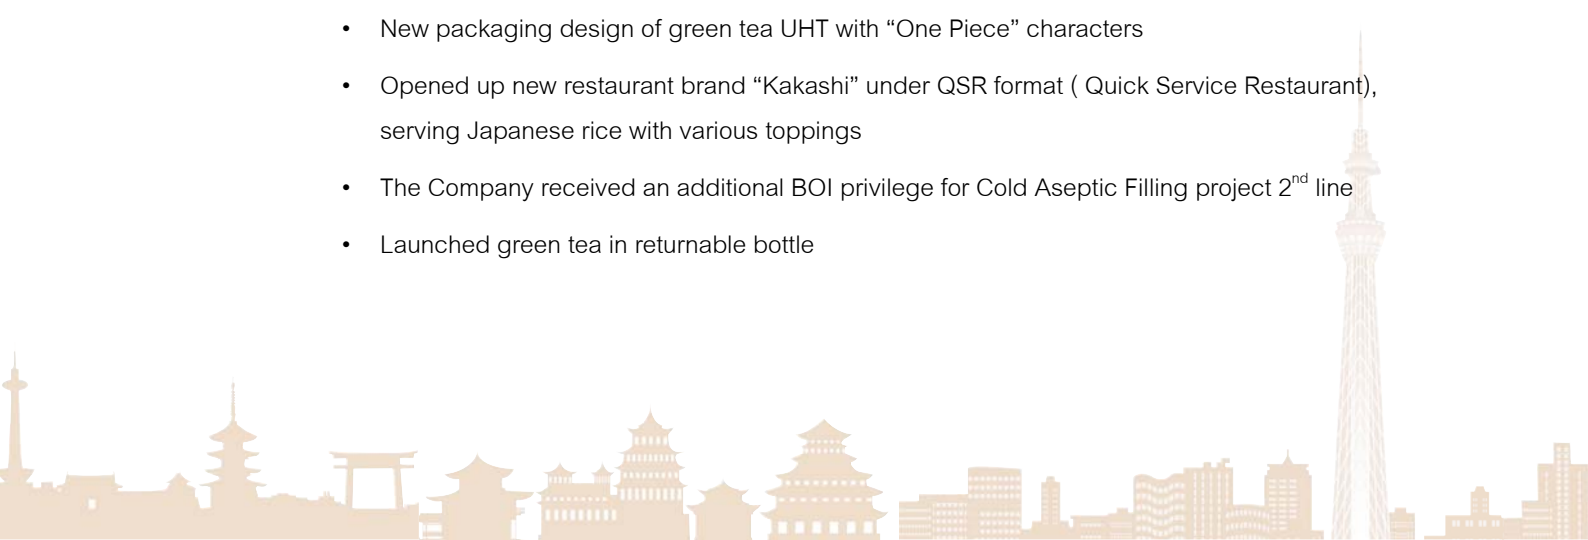 • New packaging design of green tea UHT with “One Piece” characters
• Opened up new restaurant brand “Kakashi” under QSR format ( Quick Service Restaurant),
serving Japanese rice with various toppings
• The Company received an additional BOI privilege for Cold Aseptic Filling project 2nd line
• Launched green tea in returnable bottle